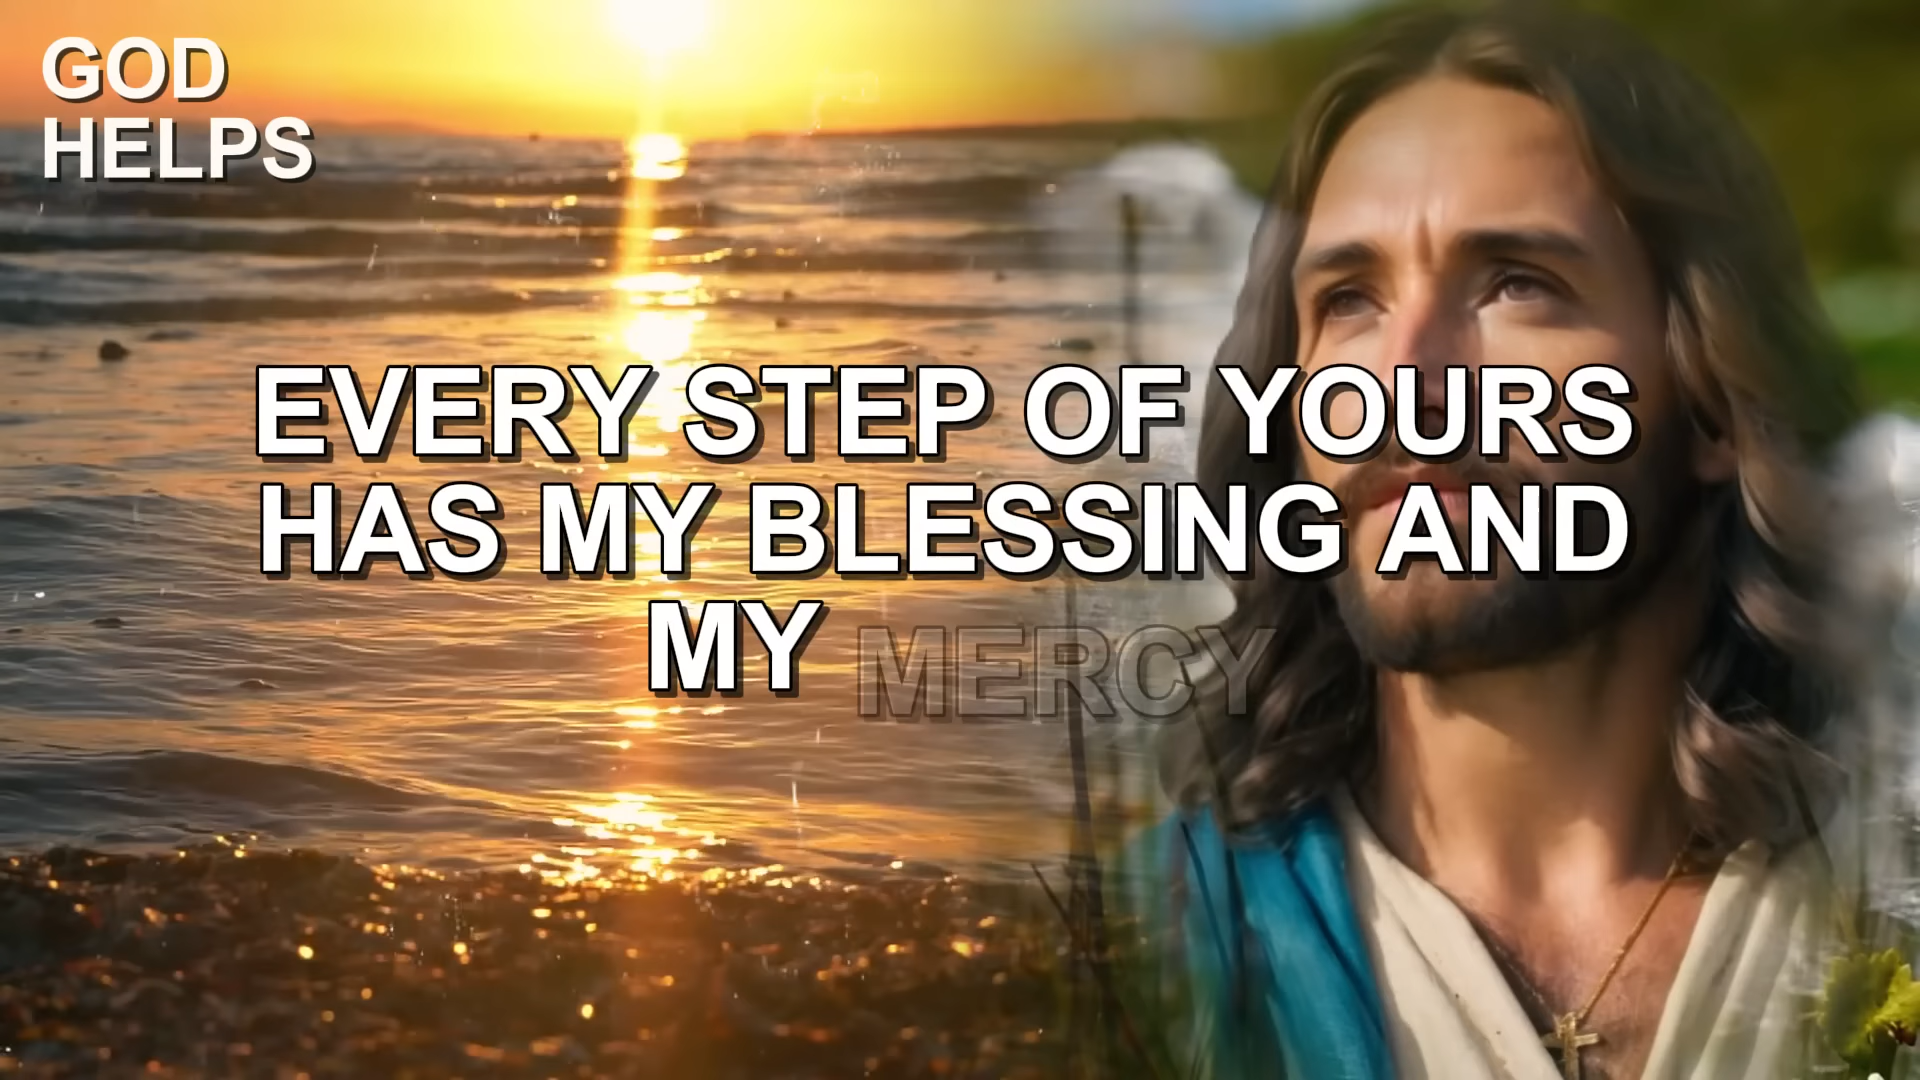 GOD
HELPS
EVERY STEP OF YOURS
HAS MY BLESSING AND
MY MERCY